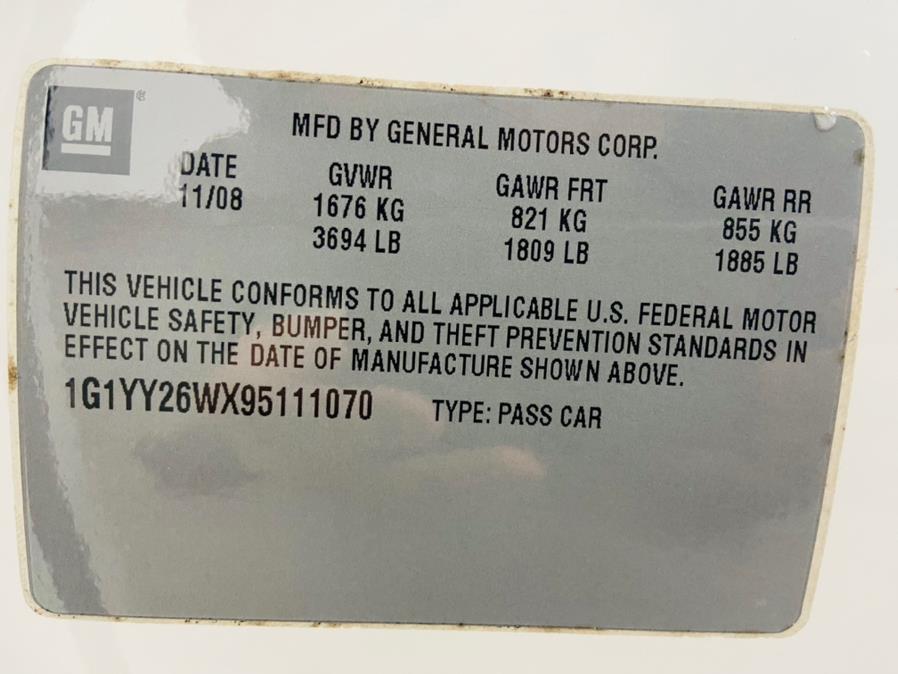 GM®
MFD BY GENERAL MOTORS CORP.
DATE GVWR GAWR FRT GAWR RR
11/08 1676 KG 821 KG 855 KG
3694 LB 1809 LB 1885 LB
THIS VEHICLE CONFORMS TO ALL APPLICABLE U.S. FEDERAL MOTOR
VEHICLE SAFETY, BUMPER, AND THEFT PREVENTION STANDARDS IN
EFFECT ON THE DATE OF MANUFACTURE SHOWN ABOVE.
1G1YY26WX95111070 TYPE: PASS CAR